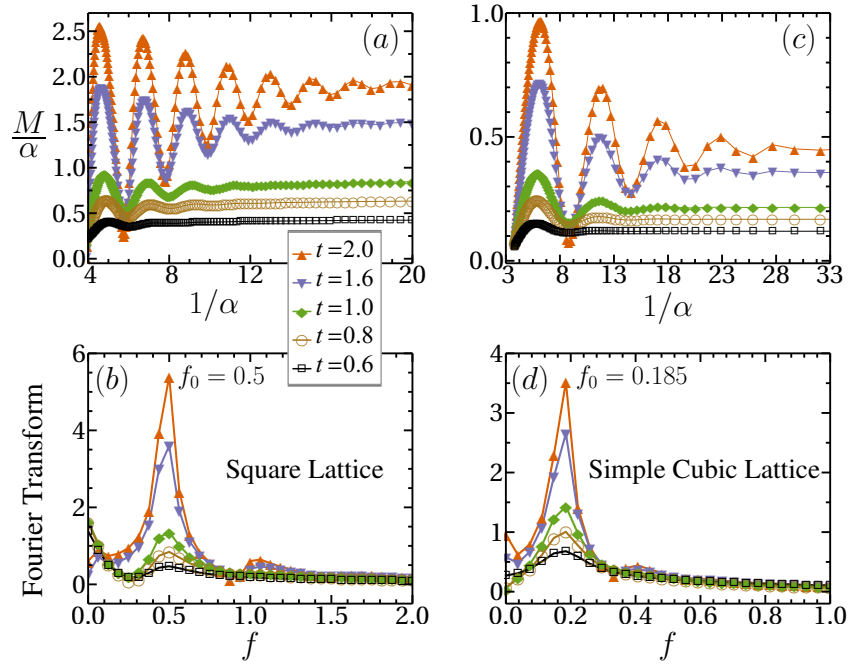 (a)
M/α
2.5
2.0
1.5
1.0
0.5
0.0
4 6 8 12 16 20
1/α
(c)
1.0
0.5
0.0
3 8 13 18 23 28 33
1/α
t=2.0
t=1.6
t=1.0
t=0.8
t=0.6
(b)
f₀ = 0.5
Square Lattice
Fourier Transform
6
4
2
0
0.0 0.5 1.0 1.5 2.0
f
(d)
f₀ = 0.185
Simple Cubic Lattice
4
3
2
1
0
0.0 0.2 0.4 0.6 0.8 1.0
f